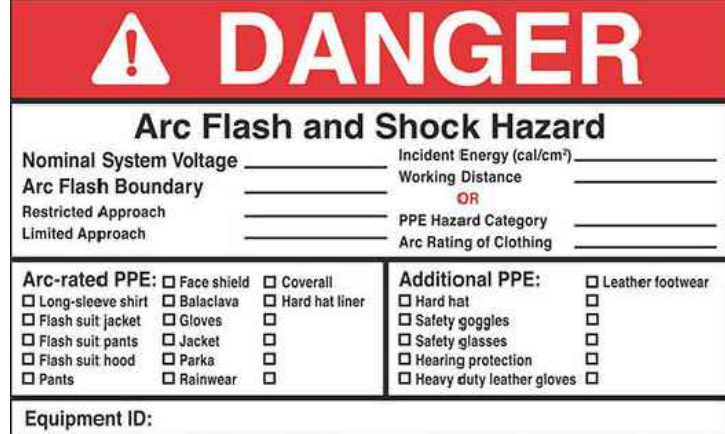 DANGER
Arc Flash and Shock Hazard
Nominal System Voltage
Arc Flash Boundary
Restricted Approach
Limited Approach
Incident Energy (cal/cm²)
Working Distance
OR
PPE Hazard Category
Arc Rating of Clothing
Arc-rated PPE:
Long-sleeve shirt
Flash suit jacket
Flash suit pants
Flash suit hood
Pants
Face shield
Balaclava
Gloves
Jacket
Parka
Rainwear
Coverall
Hard hat liner
Additional PPE:
Hard hat
Safety goggles
Safety glasses
Hearing protection
Heavy duty leather gloves
Leather footwear
Equipment ID: